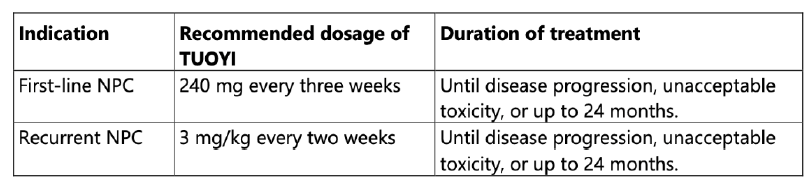 Indication
Recommended dosage of
TUOYI
Duration of treatment
First-line NPC
240 mg every three weeks
Until disease progression, unacceptable
toxicity, or up to 24 months.
Recurrent NPC
3 mg/kg every two weeks
Until disease progression, unacceptable
toxicity, or up to 24 months.